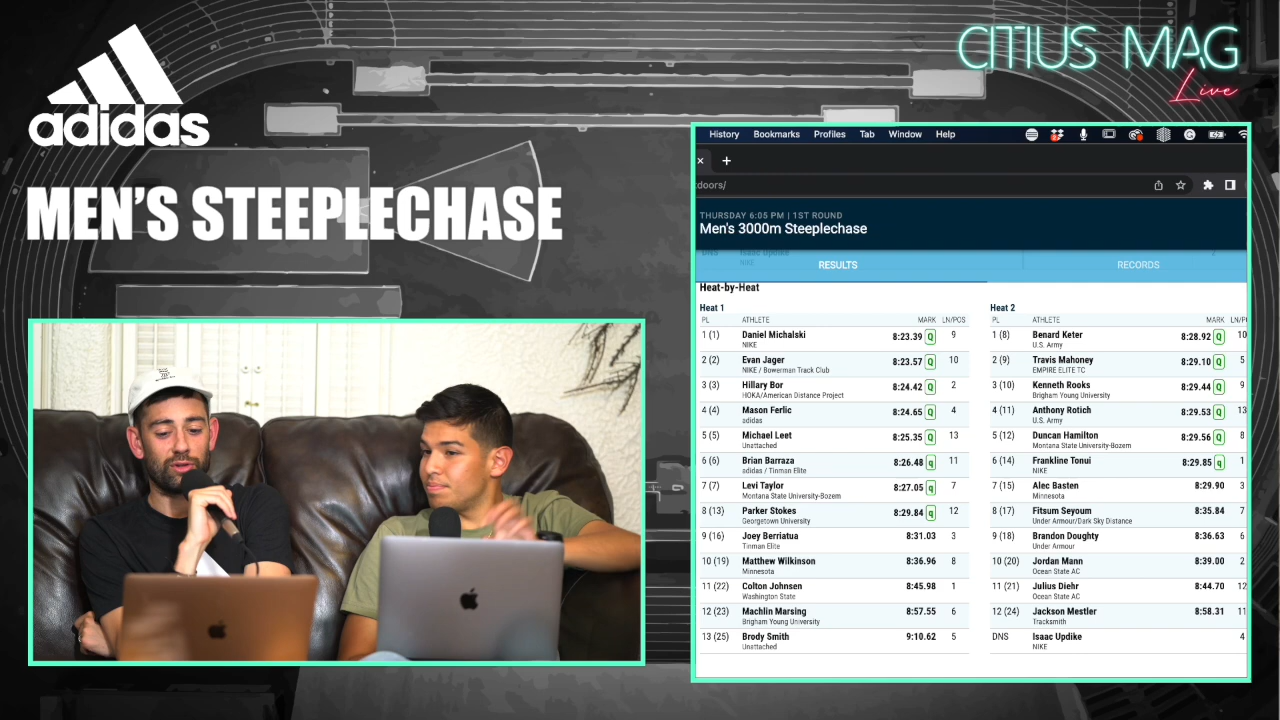 adidas
CITIUS MAG
Live
MEN'S STEEPLECHASE
History Bookmarks Profiles Tab Window Help
doors/
THURSDAY 6:05 PM | 1ST ROUND
Men's 3000m Steeplechase
DNS Isaac Updike 2
NIKE
RESULTS RECORDS
Heat-by-Heat
Heat 1
PL ATHLETE MARK LN/POS
1 (1) Daniel Michalski 8:23.39 Q 9
NIKE
2 (2) Evan Jager 8:23.57 Q 10
NIKE / Bowerman Track Club
3 (3) Hillary Bor 8:24.42 Q 2
HOKA/American Distance Project
4 (4) Mason Ferlic 8:24.65 Q 4
adidas
5 (5) Michael Leet 8:25.35 Q 13
Unattached
6 (6) Brian Barraza 8:26.48 q 11
adidas / Tinman Elite
7 (7) Levi Taylor 8:27.05 q 7
Montana State University-Bozem
8 (13) Parker Stokes 8:29.84 q 12
Georgetown University
9 (16) Joey Berriatua 8:31.03 3
Tinman Elite
10 (19) Matthew Wilkinson 8:36.96 8
Minnesota
11 (22) Colton Johnsen 8:45.98 1
Washington State
12 (23) Machlin Marsing 8:57.55 6
Brigham Young University
13 (25) Brody Smith 9:10.62 5
Unattached
Heat 2
PL ATHLETE MARK LN/P
1 (8) Benard Keter 8:28.92 Q 10
U.S. Army
2 (9) Travis Mahoney 8:29.10 Q 5
EMPIRE ELITE TC
3 (10) Kenneth Rooks 8:29.44 Q 9
Brigham Young University
4 (11) Anthony Rotich 8:29.53 Q 13
U.S. Army
5 (12) Duncan Hamilton 8:29.56 Q 8
Montana State University-Bozem
6 (14) Frankline Tonui 8:29.85 q 1
NIKE
7 (15) Alec Basten 8:29.90 3
Minnesota
8 (17) Fitsum Seyoum 8:35.84 7
Under Armour/Dark Sky Distance
9 (18) Brandon Doughty 8:36.63 6
Under Armour
10 (20) Jordan Mann 8:39.00 2
Ocean State AC
11 (21) Julius Diehr 8:44.70 12
Ocean State AC
12 (24) Jackson Mestler 8:58.31 11
Tracksmith
DNS Isaac Updike 4
NIKE